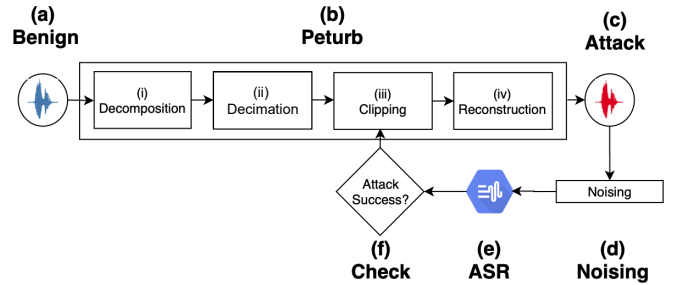 (a)
Benign
(b)
Peturb
(c)
Attack
(i)
Decomposition
(ii)
Decimation
(iii)
Clipping
(iv)
Reconstruction
Attack
Success?
Noising
(f)
Check
(e)
ASR
(d)
Noising